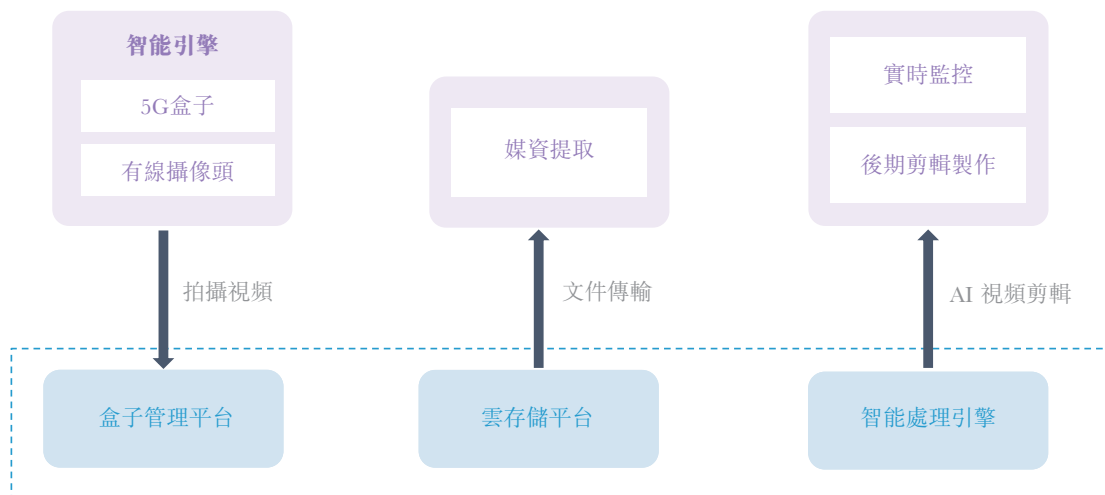 智能引擎
5G盒子
有線攝像頭
媒資提取
實時監控
後期剪輯製作
拍攝視頻
文件傳輸
AI 視頻剪輯
盒子管理平台
雲存儲平台
智能處理引擎